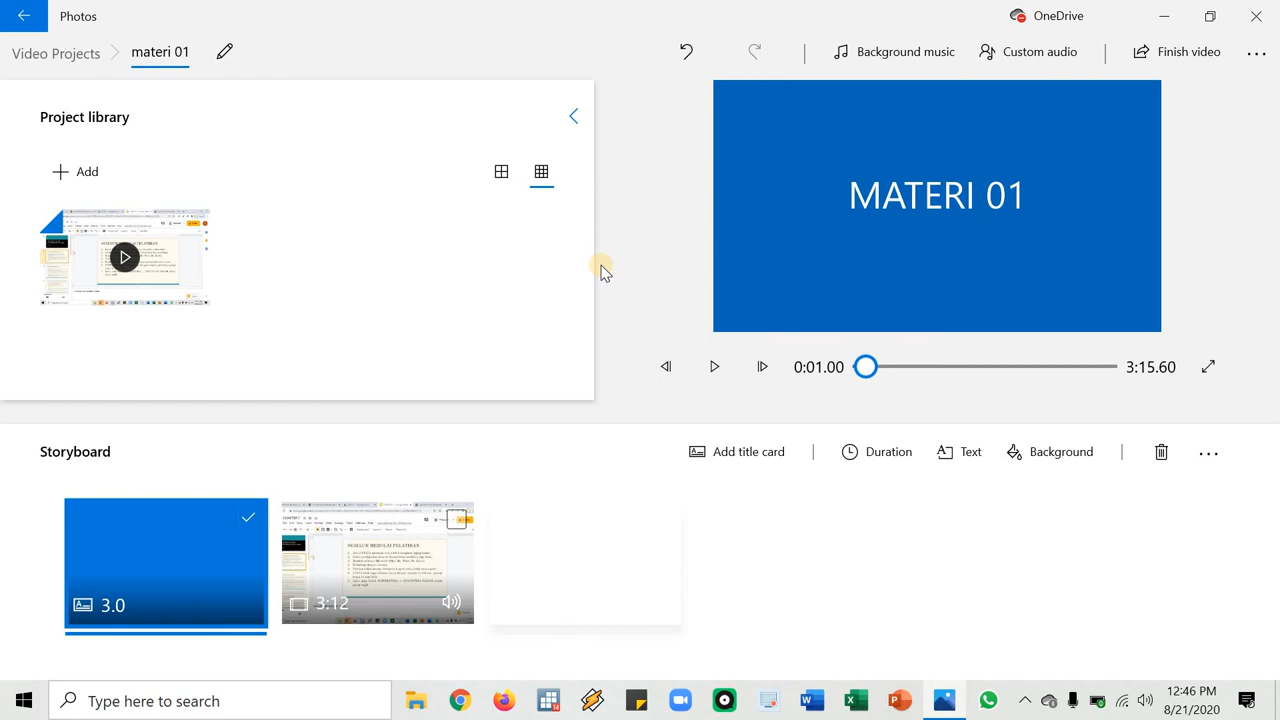 Photos
OneDrive
Video Projects
materi 01
Background music
Custom audio
Finish video
Project library
Add
MATERI 01
0:01.00
3:15.60
Storyboard
Add title card
Duration
Text
Background
3.0
3:12
Type here to search
12:46 PM
8/21/2020